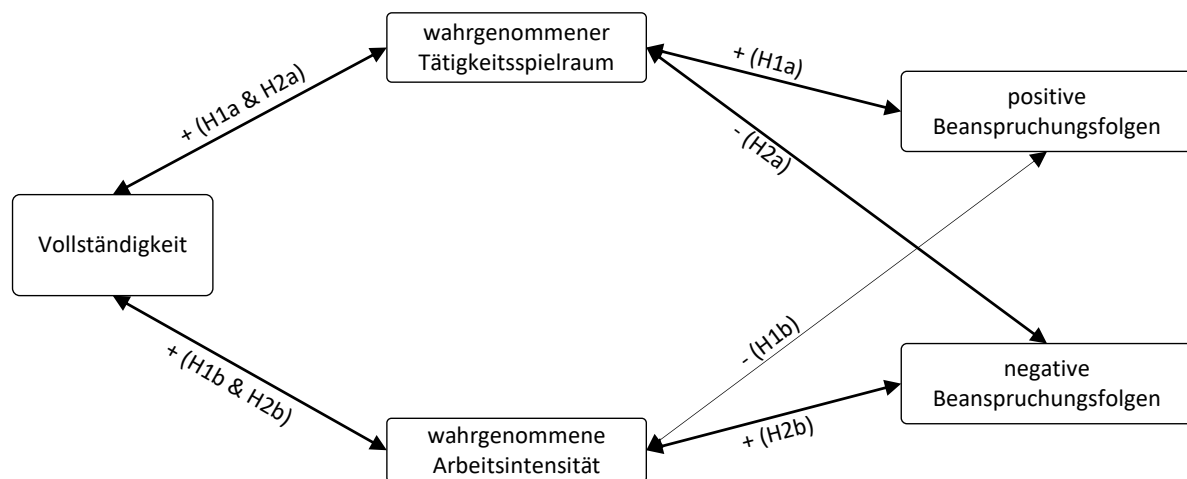 wahrgenommener
Tätigkeitsspielraum
+ (H1a & H2a)
+ (H1a)
positive
Beanspruchungsfolgen
- (H2a)
Vollständigkeit
- (H1b)
+ (H1b & H2b)
negative
Beanspruchungsfolgen
wahrgenommene
Arbeitsintensität
+ (H2b)